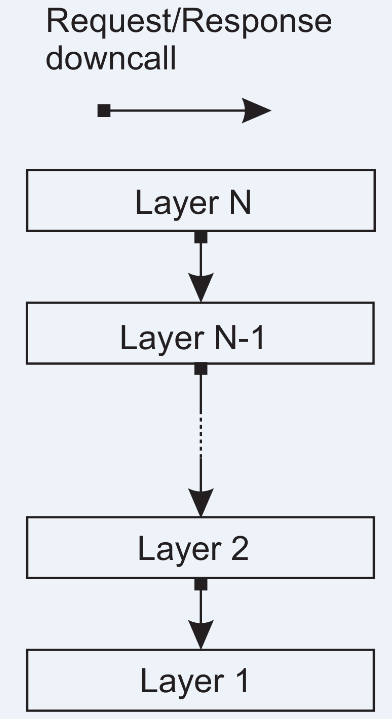 Request/Response
downcall
Layer N
Layer N-1
Layer 2
Layer 1